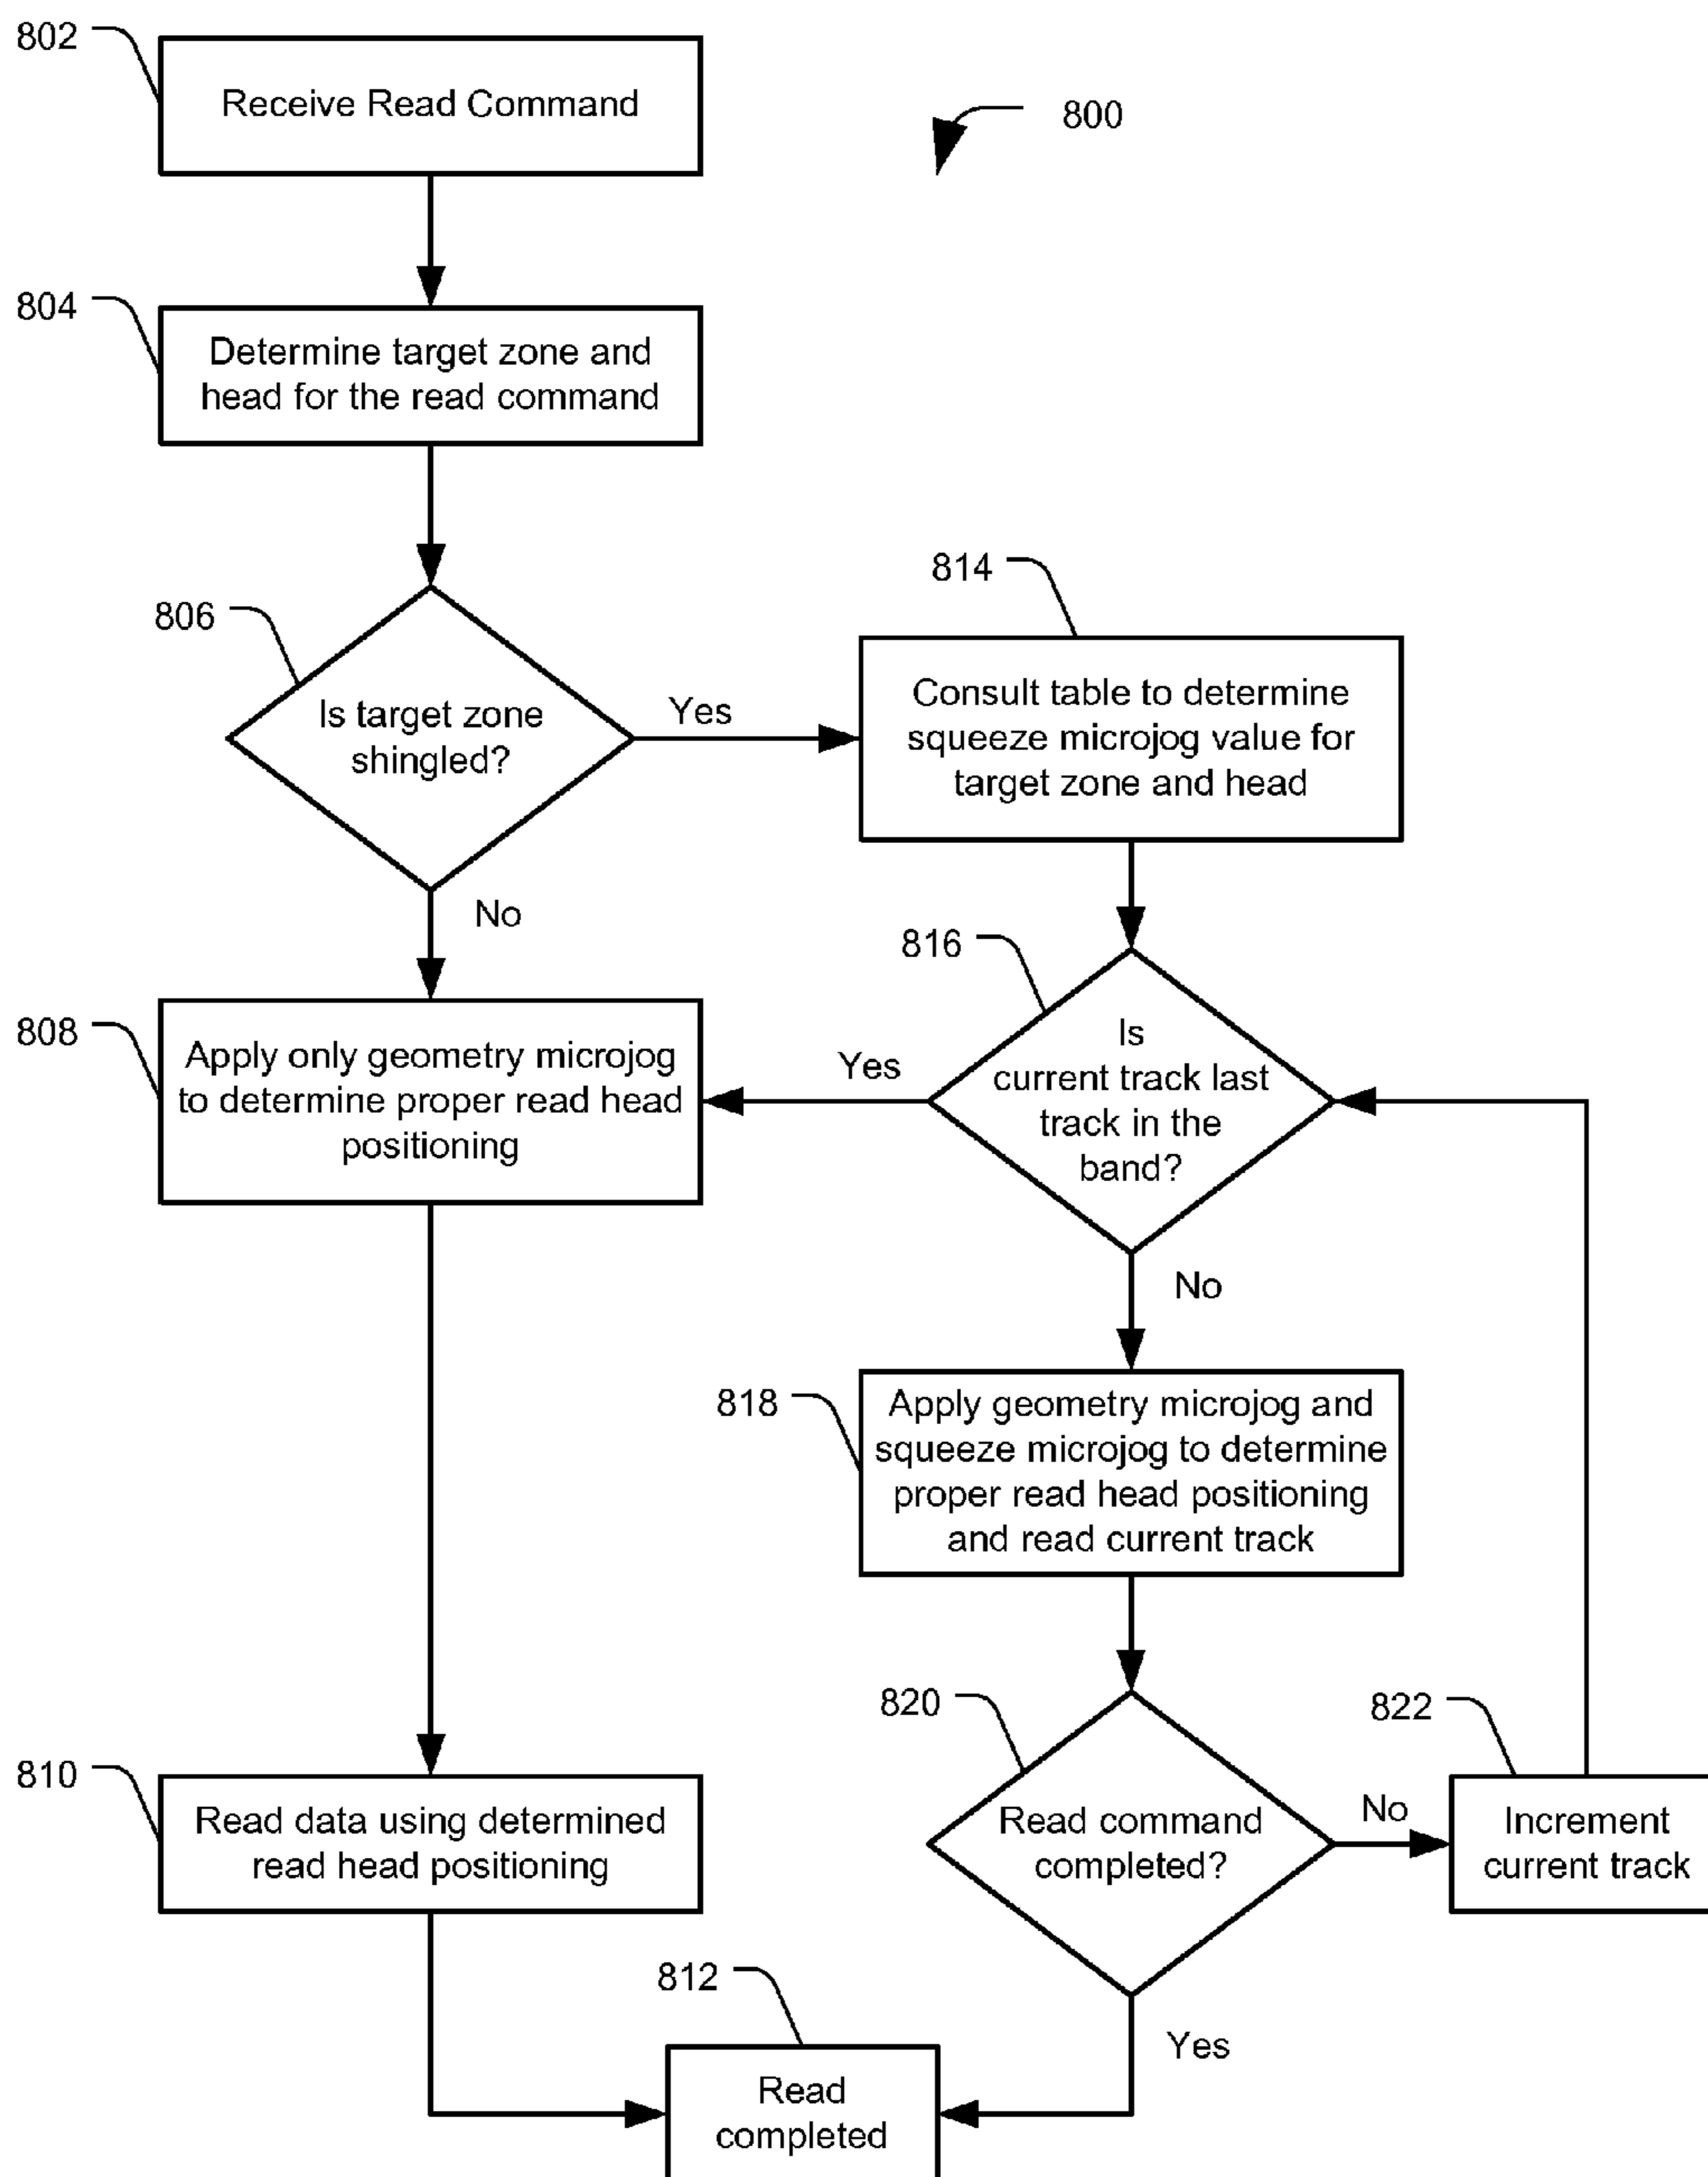 802
Receive Read Command
800
804
Determine target zone and
head for the read command
806
Is target zone
shingled?
Yes
No
814
Consult table to determine
squeeze microjog value for
target zone and head
816
Is
current track last
track in the
band?
Yes
No
808
Apply only geometry microjog
to determine proper read head
positioning
818
Apply geometry microjog and
squeeze microjog to determine
proper read head positioning
and read current track
820
Read command
completed?
No
Yes
822
Increment
current track
810
Read data using determined
read head positioning
812
Read
completed